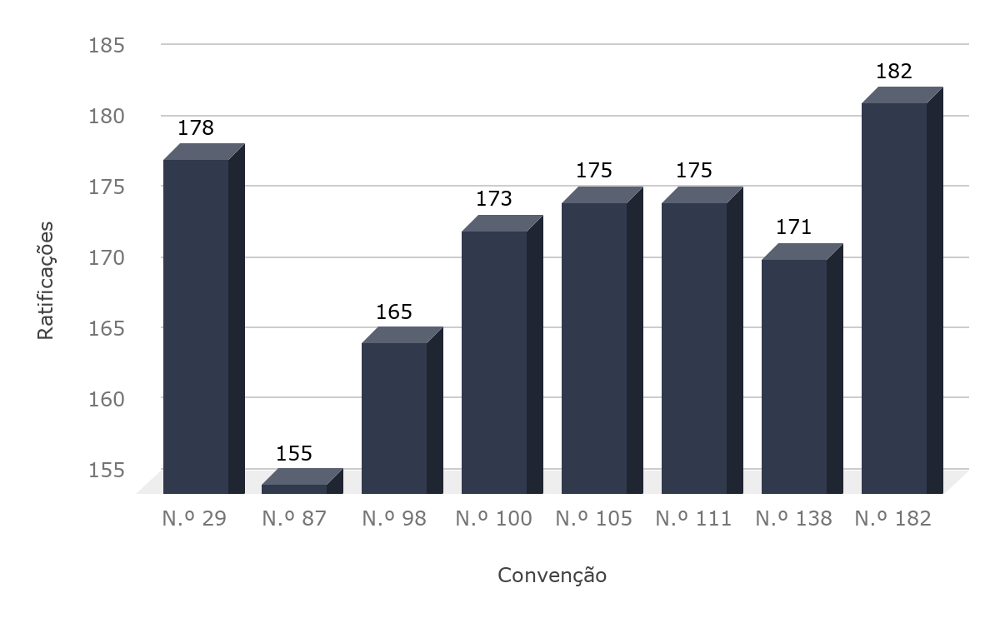 185
180
175
170
165
160
155
Ratificações
178
155
165
173
175
175
171
182
N.º 29
N.º 87
N.º 98
N.º 100
N.º 105
N.º 111
N.º 138
N.º 182
Convenção